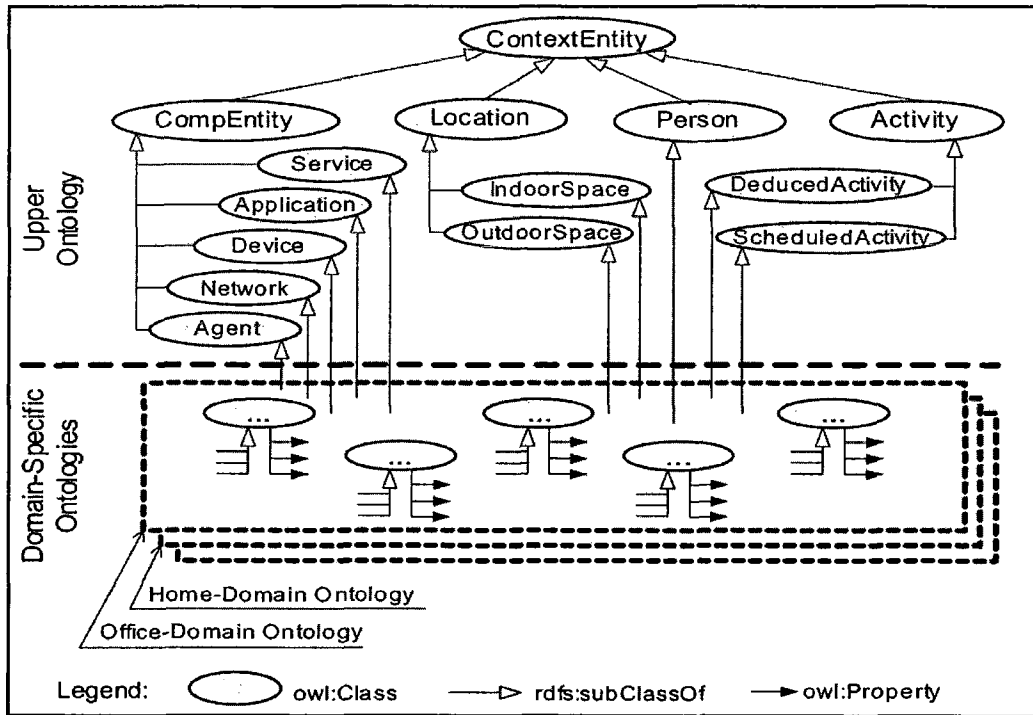 ContextEntity
CompEntity
Location
Person
Activity
Service
IndoorSpace
DeducedActivity
Application
OutdoorSpace
ScheduledActivity
Device
Network
Agent
Upper
Ontology
Domain-Specific
Ontologies
...
...
...
...
...
Home-Domain Ontology
Office-Domain Ontology
Legend: owl:Class rdfs:subClassOf owl:Property